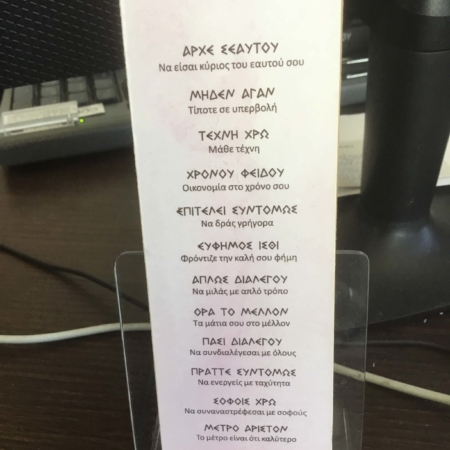 ΑΡΧΕ ΣΕΑΥΤΟΥ
Να είσαι κύριος του εαυτού σου
ΜΗΔΕΝ ΑΓΑΝ
Τίποτε σε υπερβολή
ΤΕΧΝΗ ΧΡΩ
Μάθε τέχνη
ΧΡΟΝΟΥ ΦΕΙΔΟΥ
Οικονομία στο χρόνο σου
ΕΠΙΤΕΛΕΙ ΣΥΝΤΟΜΩΣ
Να δράς γρήγορα
ΕΥΦΗΜΟΣ ΙΣΘΙ
Φρόντιζε την καλή σου φήμη
ΑΠΛΩΣ ΔΙΑΛΕΓΟΥ
Να μιλάς με απλό τρόπο
ΟΡΑ ΤΟ ΜΕΛΛΟΝ
Τα μάτια σου στο μέλλον
ΠΑΣΙ ΔΙΑΛΕΓΟΥ
Να συνδιαλέγεσαι με όλους
ΠΡΑΤΤΕ ΣΥΝΤΟΜΩΣ
Να ενεργείς με ταχύτητα
ΣΟΦΟΙΣ ΧΡΩ
Να συναναστρέφεσαι με σοφούς
ΜΕΤΡΟ ΑΡΙΣΤΟΝ
Το μέτρο είναι ότι καλύτερο